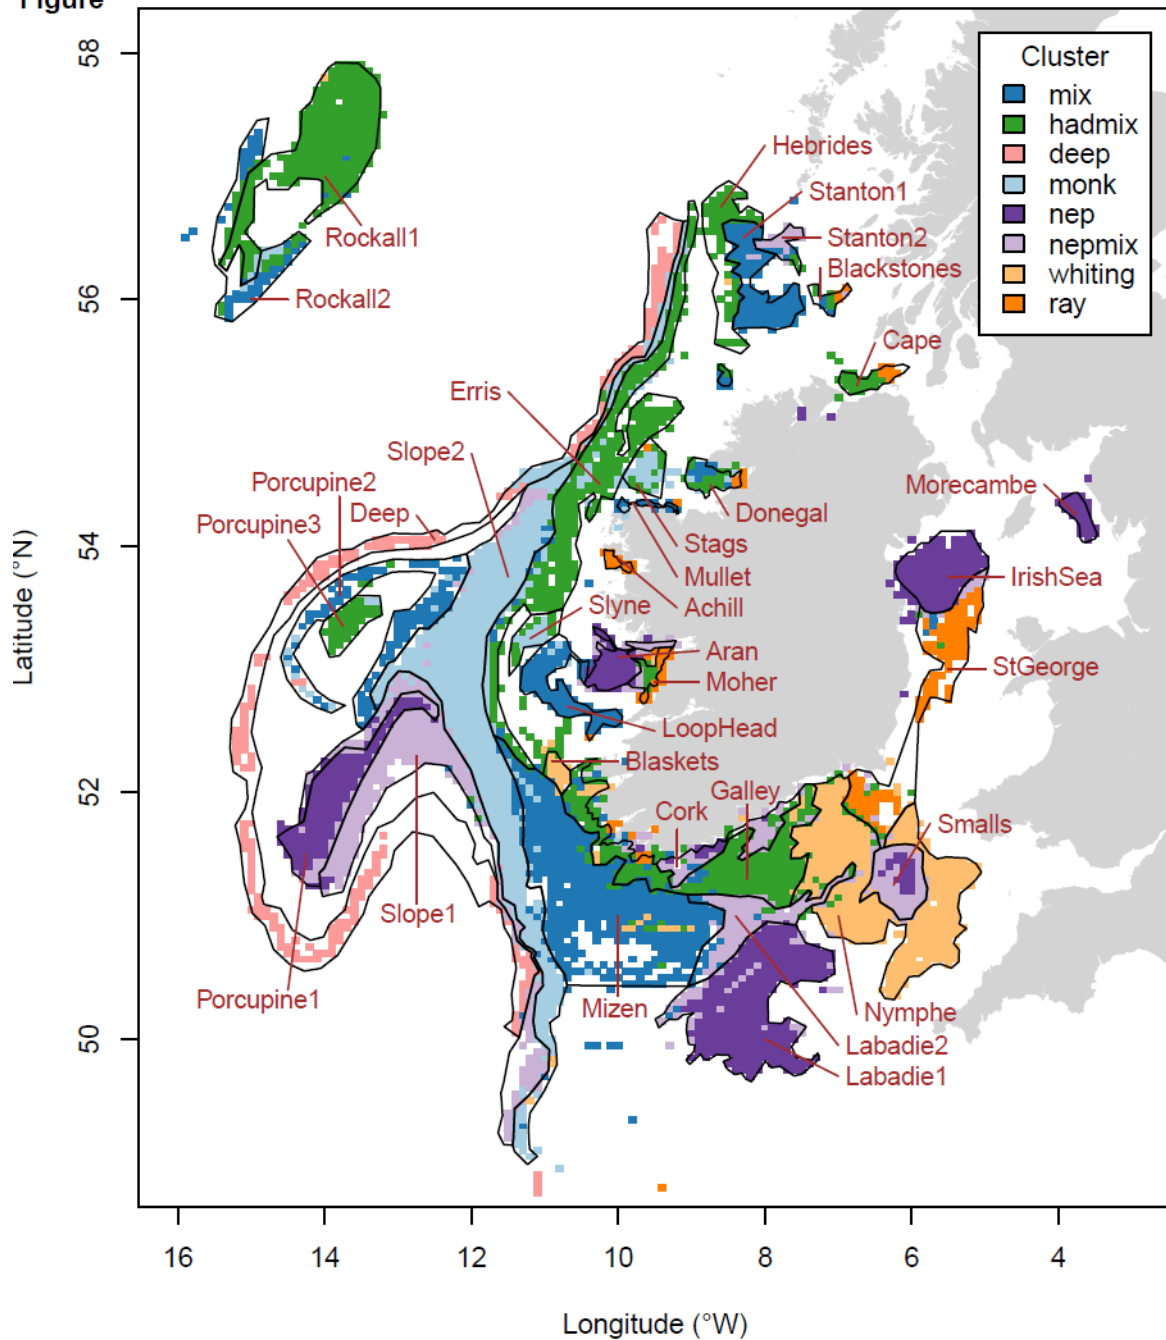 Figure
58
56
54
52
50
Latitude (°N)
Cluster
mix
hadmix
deep
monk
nep
nepmix
whiting
ray
Hebrides
Stanton1
Stanton2
Blackstones
Rockall1
Rockall2
Cape
Erris
Slope2
Porcupine2
Deep
Porcupine3
Morecambe
Donegal
Stags
Mullet
IrishSea
Achill
Slyne
Aran
Moher
StGeorge
LoopHead
Blaskets
Galley
Cork
Smalls
Slope1
Porcupine1
Mizen
Nymphe
Labadie2
Labadie1
16 14 12 10 8 6 4
Longitude (°W)